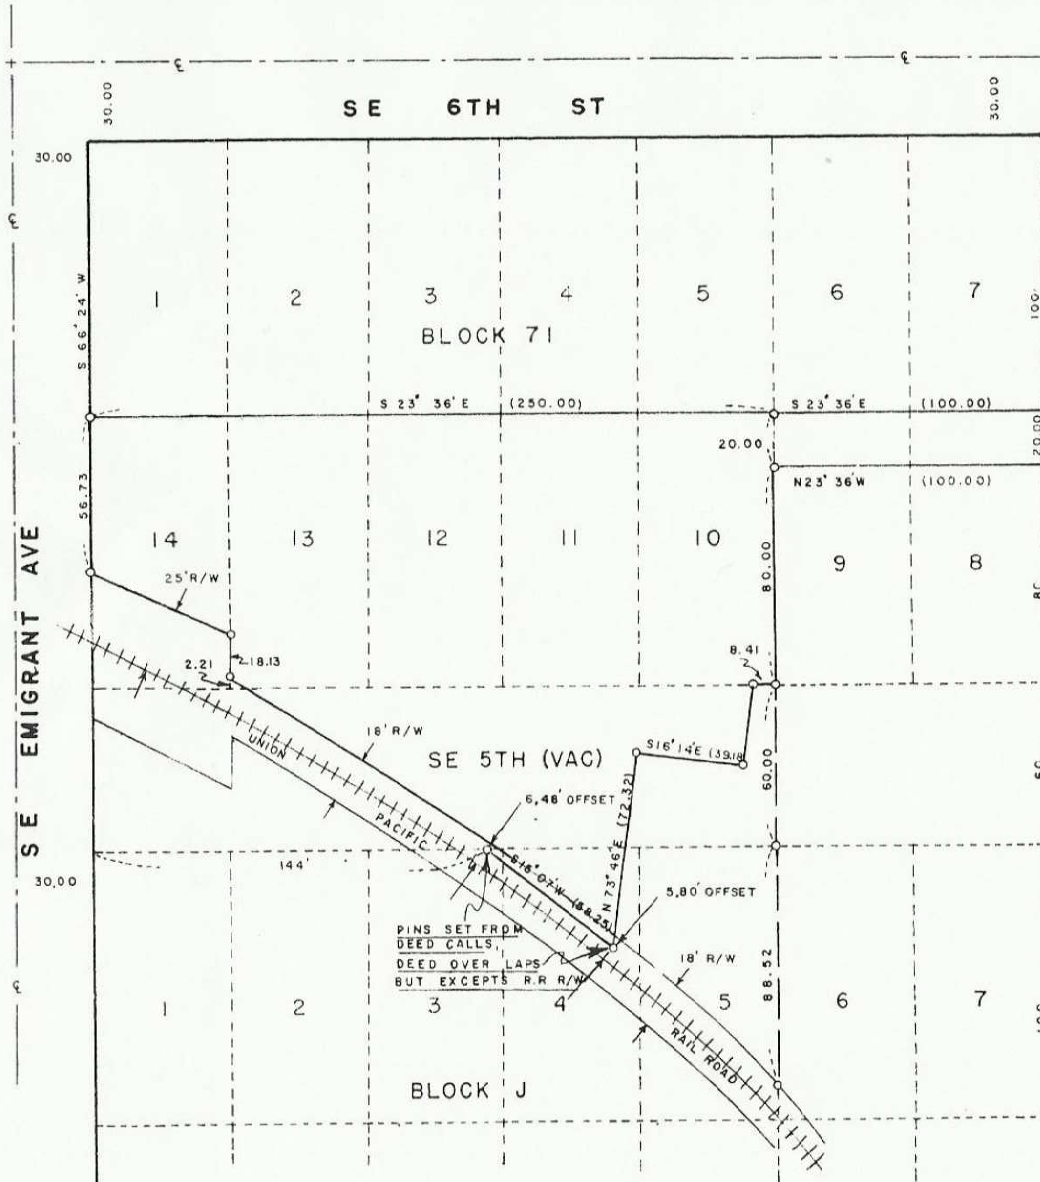 ℄
℄
30.00
30.00
SE 6TH ST
30.00
℄
S 66° 24' W
1
2
3
4
5
6
7
BLOCK 71
100'
S 23° 36' E (250.00)
S 23° 36' E (100.00)
20.00
20.00
N23° 36' W (100.00)
56.73
SE EMIGRANT AVE
14
13
12
11
10
9
8
80.00
25' R/W
8.41
2.21
18.13
18' R/W
SE 5TH (VAC)
S16° 14' E (39.18
60.00
UNION
PACIFIC
RAIL ROAD
6.48' OFFSET
N 73° 46' E (72.32)
144'
30.00
(58.25)
5.80' OFFSET
PINS SET FROM
DEED CALLS,
DEED OVER LAPS
BUT EXCEPTS R.R R/W
18' R/W
88.52
℄
1
2
3
4
5
6
7
BLOCK J